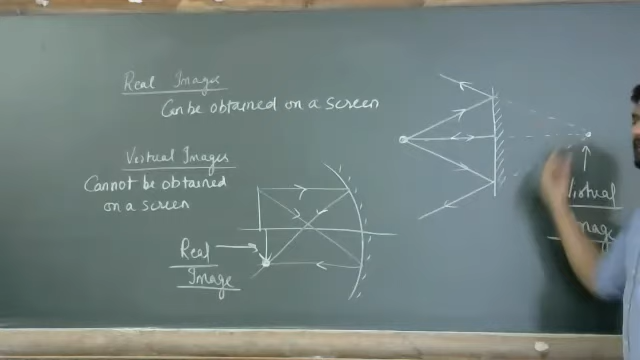 Real Images
Can be obtained on a screen
Virtual Images
Cannot be obtained
on a screen
Real
Image
Virtual
Image